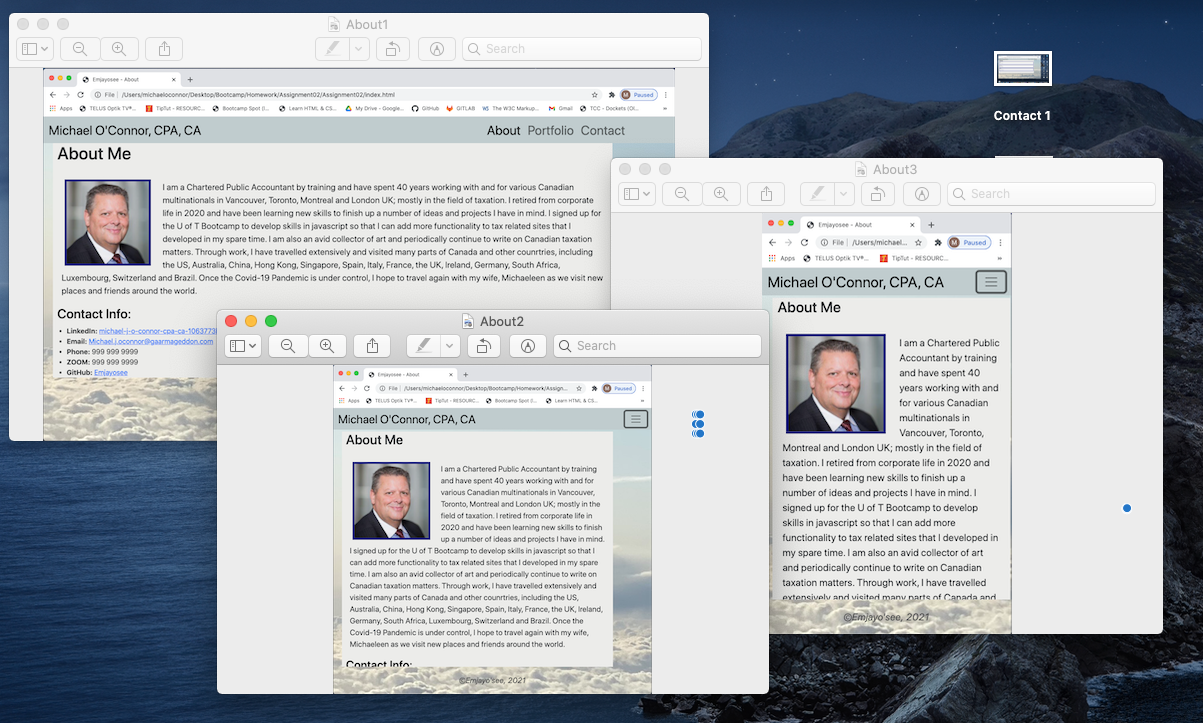 About1
Search
Emjayosee - About
File | /Users/michaeloconnor/Desktop/Bootcamp/Homework/Assignment02/Assignment02/index.html
M Paused
Apps TELUS Optik TV®... TipTut - RESOURC... Bootcamp Spot (l... Learn HTML & CS... My Drive - Google... GitHub GITLAB The W3C Markup... Gmail TCC - Dockets (Ol... »
Michael O'Connor, CPA, CA
About Portfolio Contact
About Me
I am a Chartered Public Accountant by training and have spent 40 years working with and for various Canadian
multinationals in Vancouver, Toronto, Montreal and London UK; mostly in the field of taxation. I retired from corporate
life in 2020 and have been learning new skills to finish up a number of ideas and projects I have in mind. I signed up for
the U of T Bootcamp to develop skills in javascript so that I can add more functionality to tax related sites that I
developed in my spare time. I am also an avid collector of art and periodically continue to write on Canadian taxation
matters. Through work, I have travelled extensively and visited many parts of Canada and other countries, including
the US, Australia, China, Hong Kong, Singapore, Spain, Italy, France, the UK, Ireland, Germany, South Africa,
Luxembourg, Switzerland and Brazil. Once the Covid-19 Pandemic is under control, I hope to travel again with my wife, Michaeleen as we visit new
places and friends around the world.
Contact Info:
• LinkedIn: michael-j-o-connor-cpa-ca-1063773
• Email: Michael.j.oconnor@gaarmageddon.com
• Phone: 999 999 9999
• ZOOM: 999 999 9999
• GitHub: Emjayosee
Contact 1
About3
Search
Emjayosee - About
File | /Users/michaelo...
M Paused
Apps TELUS Optik TV®... TipTut - RESOURC... »
Michael O'Connor, CPA, CA
About Me
I am a Chartered Public
Accountant by training
and have spent 40
years working with and
for various Canadian
multinationals in
Vancouver, Toronto,
Montreal and London UK; mostly in the field of
taxation. I retired from corporate life in 2020 and
have been learning new skills to finish up a
number of ideas and projects I have in mind. I
signed up for the U of T Bootcamp to develop
skills in javascript so that I can add more
functionality to tax related sites that I developed in
my spare time. I am also an avid collector of art
and periodically continue to write on Canadian
taxation matters. Through work, I have travelled
extensively and visited many parts of Canada and
©Emjayo'see, 2021
About2
Search
Emjayosee - About
File | /Users/michaeloconnor/Desktop/Bootcamp/Homework/Assign...
M Paused
Apps TELUS Optik TV®... TipTut - RESOURC... Bootcamp Spot (l... Learn HTML & CS... »
Michael O'Connor, CPA, CA
About Me
I am a Chartered Public Accountant by training
and have spent 40 years working with and for
various Canadian multinationals in Vancouver,
Toronto, Montreal and London UK; mostly in the
field of taxation. I retired from corporate life in
2020 and have been learning new skills to finish
up a number of ideas and projects I have in mind.
I signed up for the U of T Bootcamp to develop skills in javascript so that I
can add more functionality to tax related sites that I developed in my spare
time. I am also an avid collector of art and periodically continue to write on
Canadian taxation matters. Through work, I have travelled extensively and
visited many parts of Canada and other countries, including the US,
Australia, China, Hong Kong, Singapore, Spain, Italy, France, the UK, Ireland,
Germany, South Africa, Luxembourg, Switzerland and Brazil. Once the
Covid-19 Pandemic is under control, I hope to travel again with my wife,
Michaeleen as we visit new places and friends around the world.
Contact Info:
©Emjayo'see, 2021